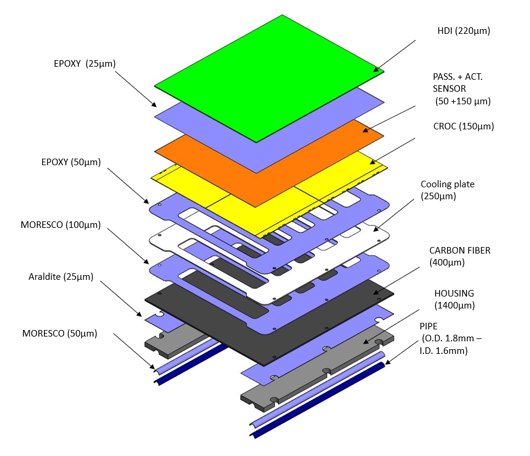 HDI (220µm)
EPOXY (25µm)
PASS. + ACT.
SENSOR
(50 +150 µm)
CROC (150µm)
EPOXY (50µm)
Cooling plate
(250µm)
MORESCO (100µm)
CARBON FIBER
(400µm)
Araldite (25µm)
HOUSING
(1400µm)
MORESCO (50µm)
PIPE
(O.D. 1.8mm –
I.D. 1.6mm)